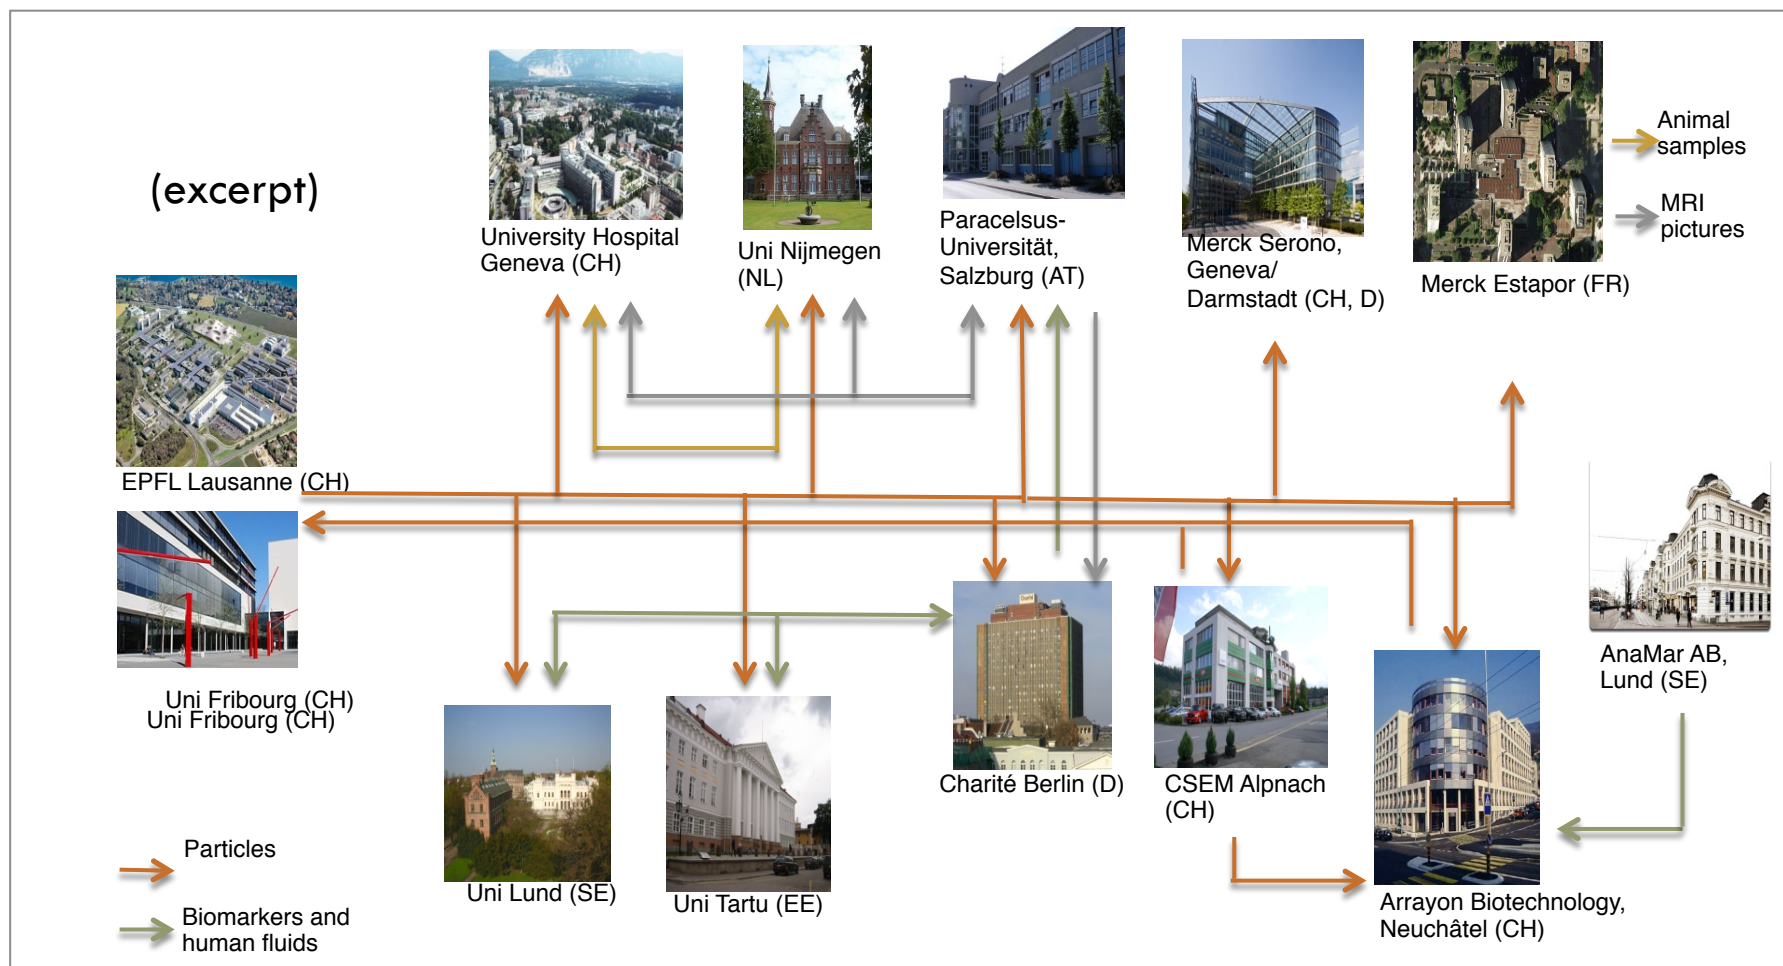 (excerpt)
University Hospital
Geneva (CH)
Uni Nijmegen
(NL)
Paracelsus-
Universität,
Salzburg (AT)
Merck Serono,
Geneva/
Darmstadt (CH, D)
Merck Estapor (FR)
Animal
samples
MRI
pictures
EPFL Lausanne (CH)
Uni Fribourg (CH)
Uni Fribourg (CH)
AnaMar AB,
Lund (SE)
Charité Berlin (D)
CSEM Alpnach
(CH)
Uni Lund (SE)
Uni Tartu (EE)
Arrayon Biotechnology,
Neuchâtel (CH)
Particles
Biomarkers and
human fluids